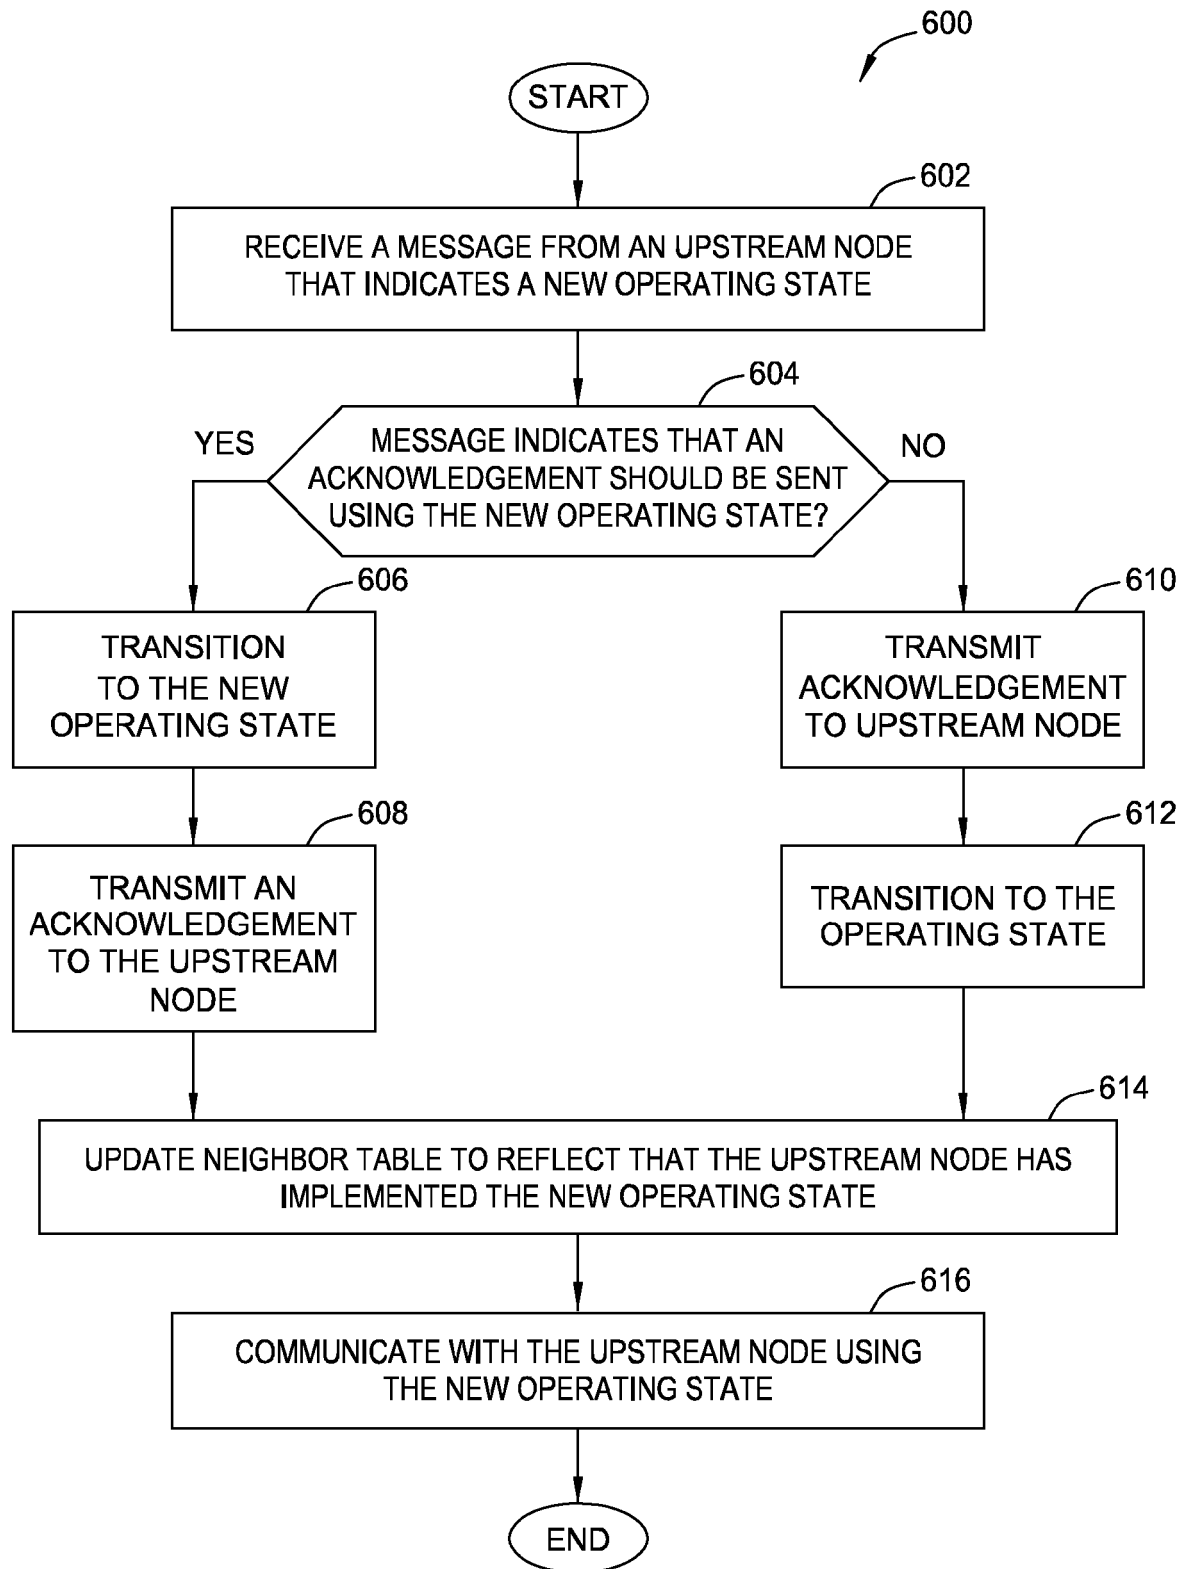 600
START
602
RECEIVE A MESSAGE FROM AN UPSTREAM NODE
THAT INDICATES A NEW OPERATING STATE
604
YES
MESSAGE INDICATES THAT AN
ACKNOWLEDGEMENT SHOULD BE SENT
USING THE NEW OPERATING STATE?
NO
606
TRANSITION
TO THE NEW
OPERATING STATE
610
TRANSMIT
ACKNOWLEDGEMENT
TO UPSTREAM NODE
608
TRANSMIT AN
ACKNOWLEDGEMENT
TO THE UPSTREAM
NODE
612
TRANSITION TO THE
OPERATING STATE
614
UPDATE NEIGHBOR TABLE TO REFLECT THAT THE UPSTREAM NODE HAS
IMPLEMENTED THE NEW OPERATING STATE
616
COMMUNICATE WITH THE UPSTREAM NODE USING
THE NEW OPERATING STATE
END